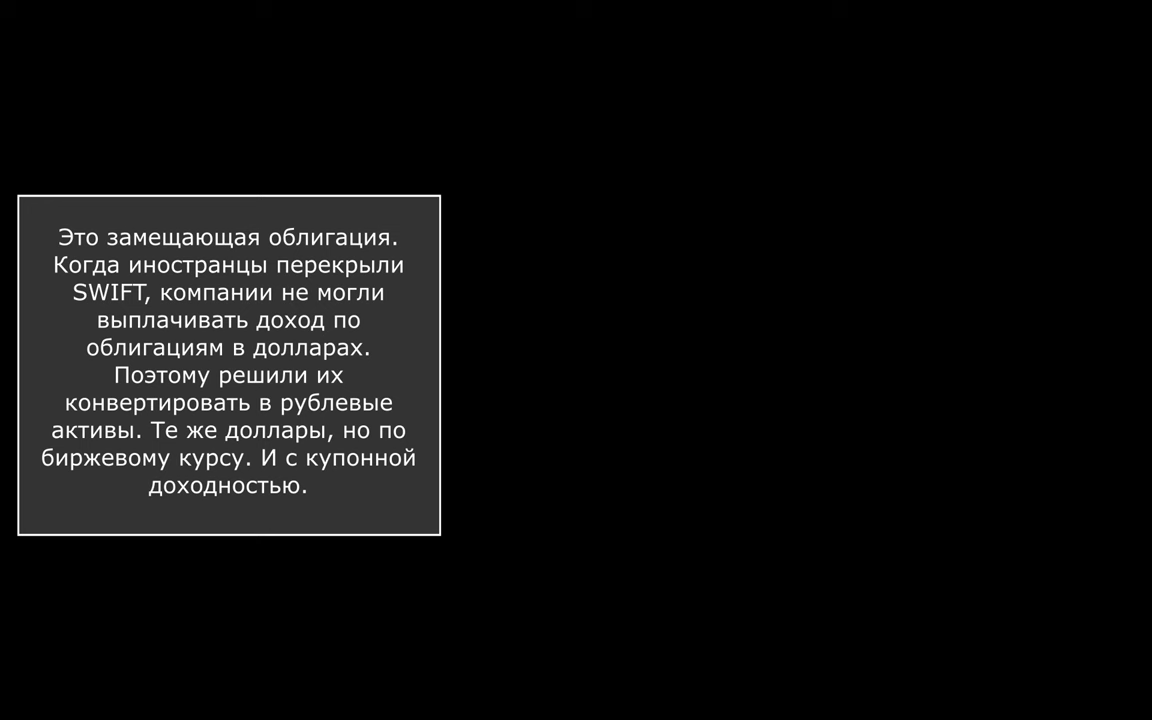 Это замещающая облигация.
Когда иностранцы перекрыли
SWIFT, компании не могли
выплачивать доход по
облигациям в долларах.
Поэтому решили их
конвертировать в рублевые
активы. Те же доллары, но по
биржевому курсу. И с купонной
доходностью.